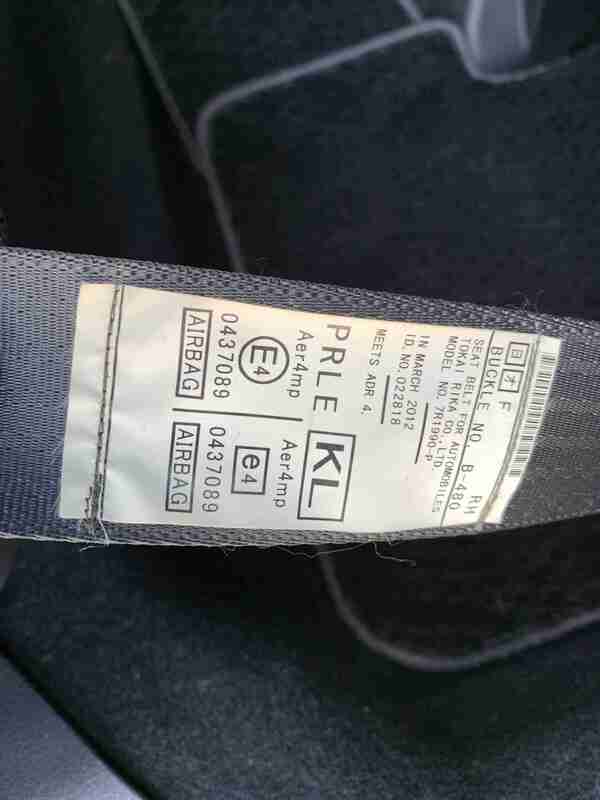 日 オ F RH
BUCKLE NO. B-480
SEAT BELT FOR AUTOMOBILES
TOKAI RIKA CO., LTD.
MODEL NO. 7R1990-P
IN MARCH 2012
ID.NO.022818
MEETS ADR 4.
PRLE KL
Aer4mp Aer4mp
E4 e4
0437089 0437089
AIRBAG AIRBAG